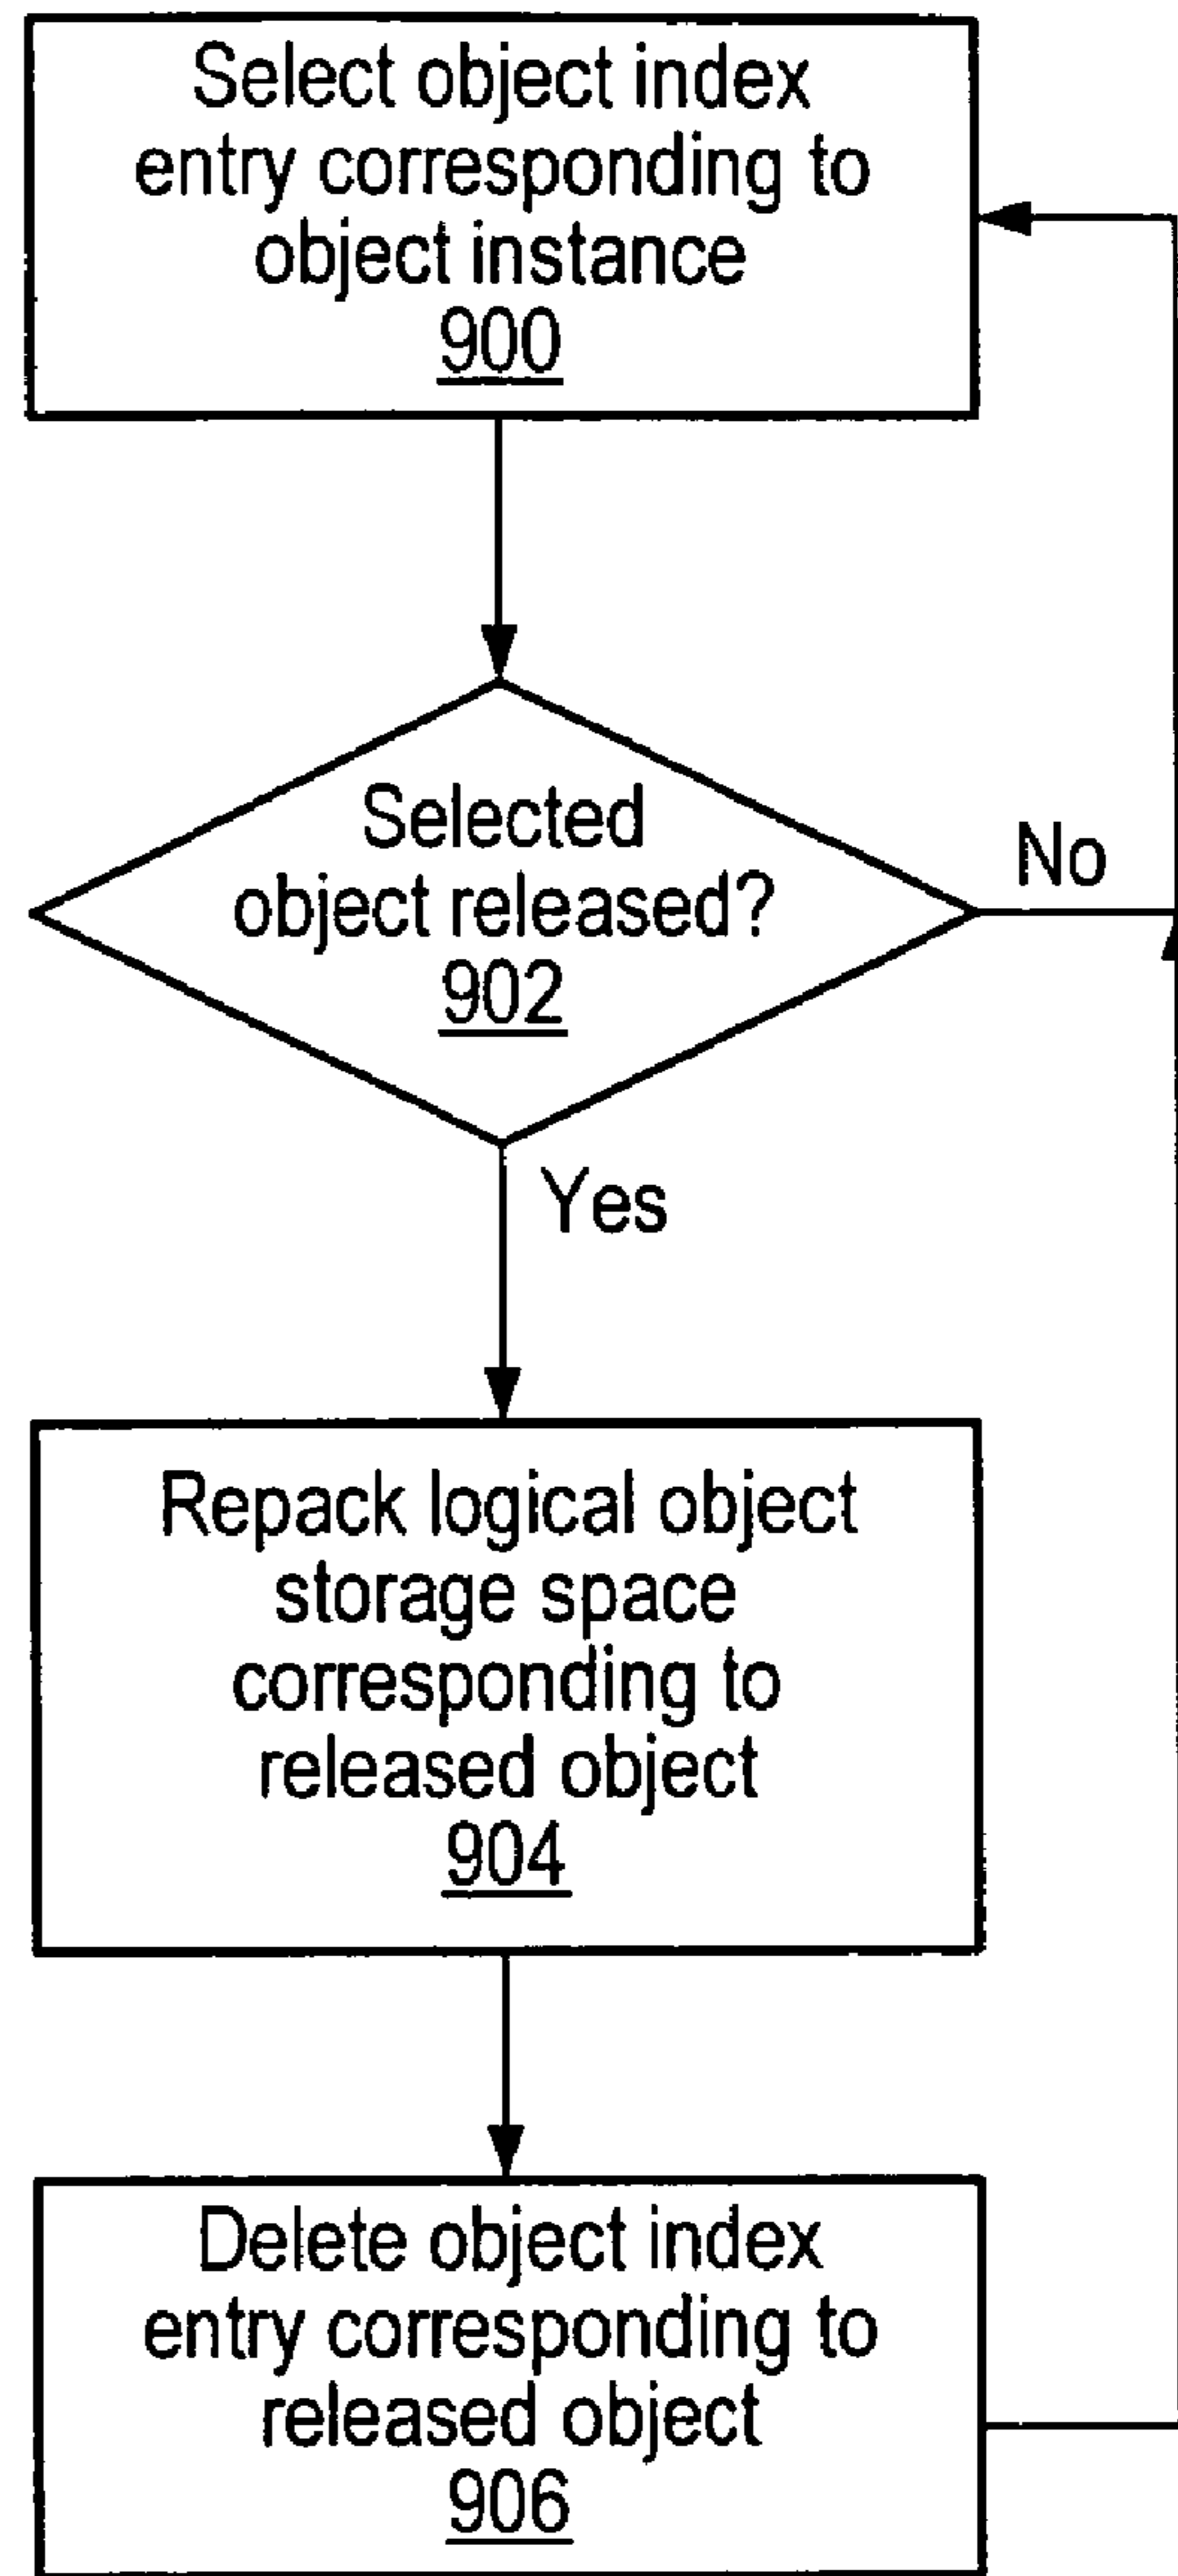 Select object index
entry corresponding to
object instance
900
Selected
object released?
902
No
Yes
Repack logical object
storage space
corresponding to
released object
904
Delete object index
entry corresponding to
released object
906